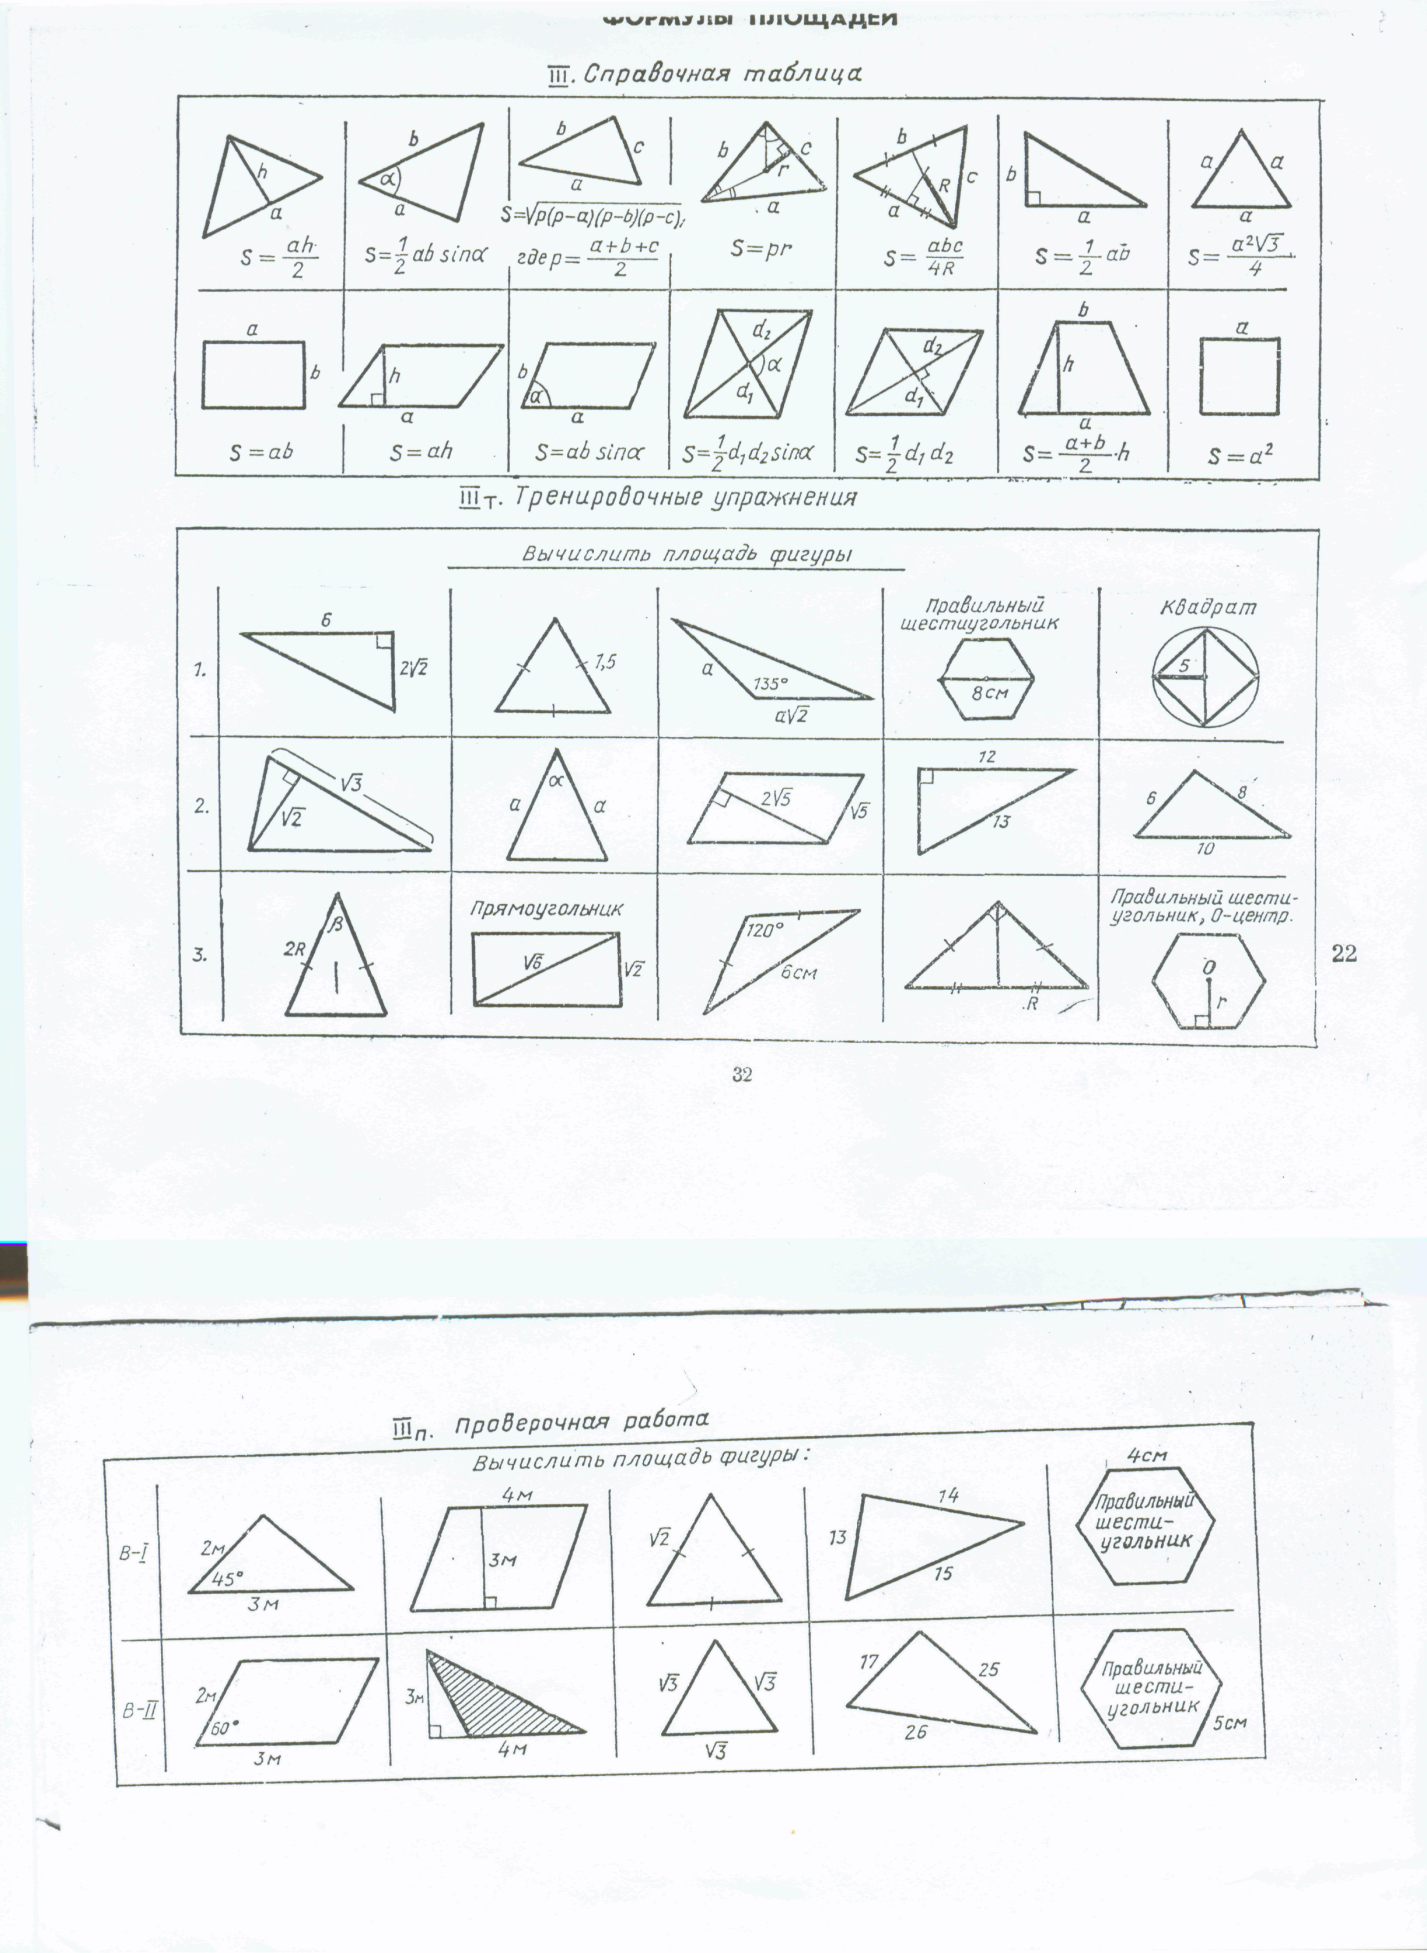 ФОРМУЛЫ ПЛОЩАДЕЙ
III. Справочная таблица
h
a
S = ah/2
b
α
a
S = 1/2 ab sinα
b
c
a
S=√p(p-a)(p-b)(p-c),
где p = a+b+c/2
b
c
r
a
S=pr
b
R
c
a
S = abc/4R
b
a
S = 1/2 ab
a
a
a
S = a²√3/4
a
b
S = ab
h
a
S = ah
b
α
a
S = ab sinα
d₂
α
d₁
S = 1/2 d₁d₂sinα
d₂
d₁
S = 1/2 d₁ d₂
b
h
a
S = a+b/2 ·h
a
S = a²
IIIт. Тренировочные упражнения
Вычислить площадь фигуры
1.
6
2√2
1,5
a
135°
a√2
Правильный
шестиугольник
8см
Квадрат
5
2.
√3
√2
α
a
a
2√5
√5
12
13
6
8
10
3.
β
2R
Прямоугольник
√6
√2
120°
6см
R
Правильный шести-
угольник, О-центр.
O
r
22
32
IIIп. Проверочная работа
Вычислить площадь фигуры:
В-I
2м
45°
3м
4м
3м
√2
14
13
15
4см
Правильный
шести-
угольник
В-II
2м
60°
3м
3м
4м
√3
√3
√3
17
25
26
Правильный
шести-
угольник
5см